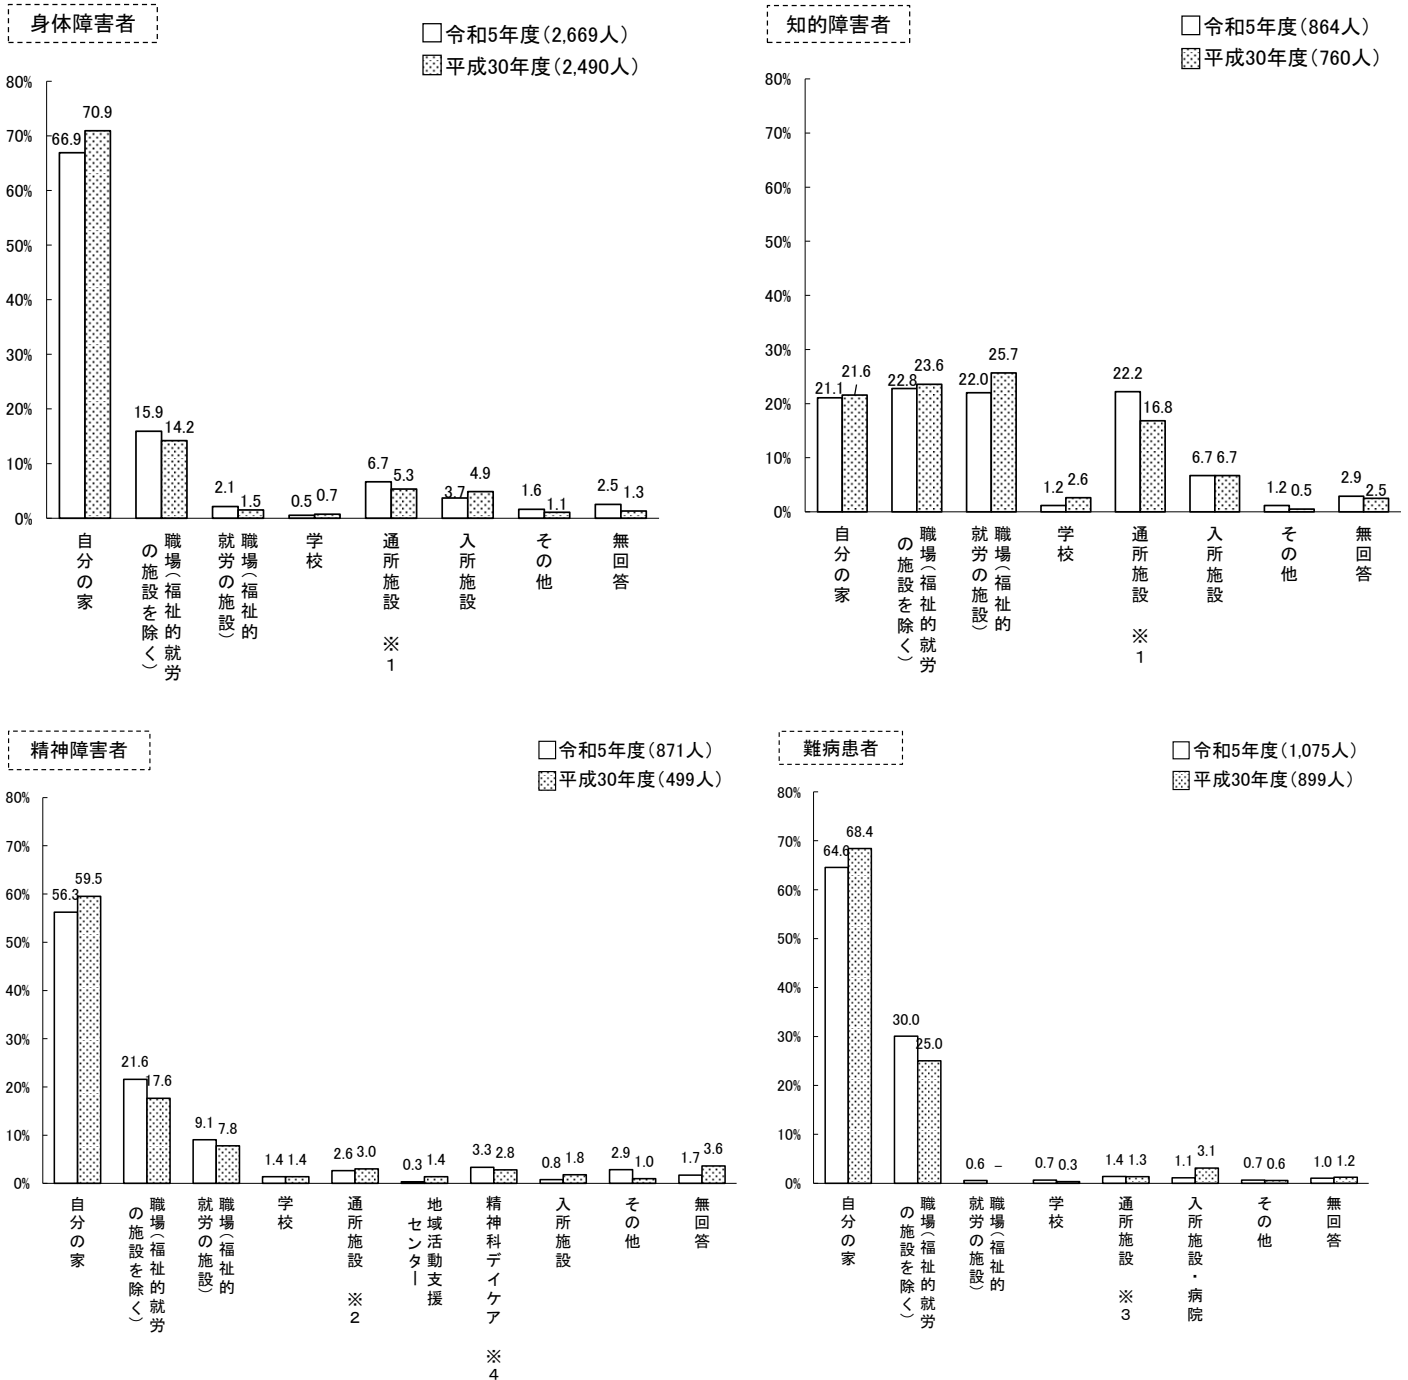 身体障害者
令和5年度(2,669人)
平成30年度(2,490人)
80%
70%
60%
50%
40%
30%
20%
10%
0%
66.9
70.9
15.9
14.2
2.1
1.5
0.5
0.7
6.7
5.3
3.7
4.9
1.6
1.1
2.5
1.3
自分の家
職場(福祉的就労
の施設を除く)
職場(福祉的
就労の施設)
学校
通所施設 ※1
入所施設
その他
無回答
知的障害者
令和5年度(864人)
平成30年度(760人)
80%
70%
60%
50%
40%
30%
20%
10%
0%
21.1
21.6
22.8
23.6
22.0
25.7
1.2
2.6
22.2
16.8
6.7
6.7
1.2
0.5
2.9
2.5
自分の家
職場(福祉的就労
の施設を除く)
職場(福祉的
就労の施設)
学校
通所施設 ※1
入所施設
その他
無回答
精神障害者
令和5年度(871人)
平成30年度(499人)
80%
70%
60%
50%
40%
30%
20%
10%
0%
56.3
59.5
21.6
17.6
9.1
7.8
1.4
1.4
2.6
3.0
0.3
1.4
3.3
2.8
0.8
1.8
2.9
1.0
1.7
3.6
自分の家
職場(福祉的就労
の施設を除く)
職場(福祉的
就労の施設)
学校
通所施設 ※2
地域活動支援
センター
精神科デイケア ※4
入所施設
その他
無回答
難病患者
令和5年度(1,075人)
平成30年度(899人)
80%
70%
60%
50%
40%
30%
20%
10%
0%
64.6
68.4
30.0
25.0
0.6
–
0.7
0.3
1.4
1.3
1.1
3.1
0.7
0.6
1.0
1.2
自分の家
職場(福祉的就労
の施設を除く)
職場(福祉的
就労の施設)
学校
通所施設 ※3
入所施設・病院
その他
無回答